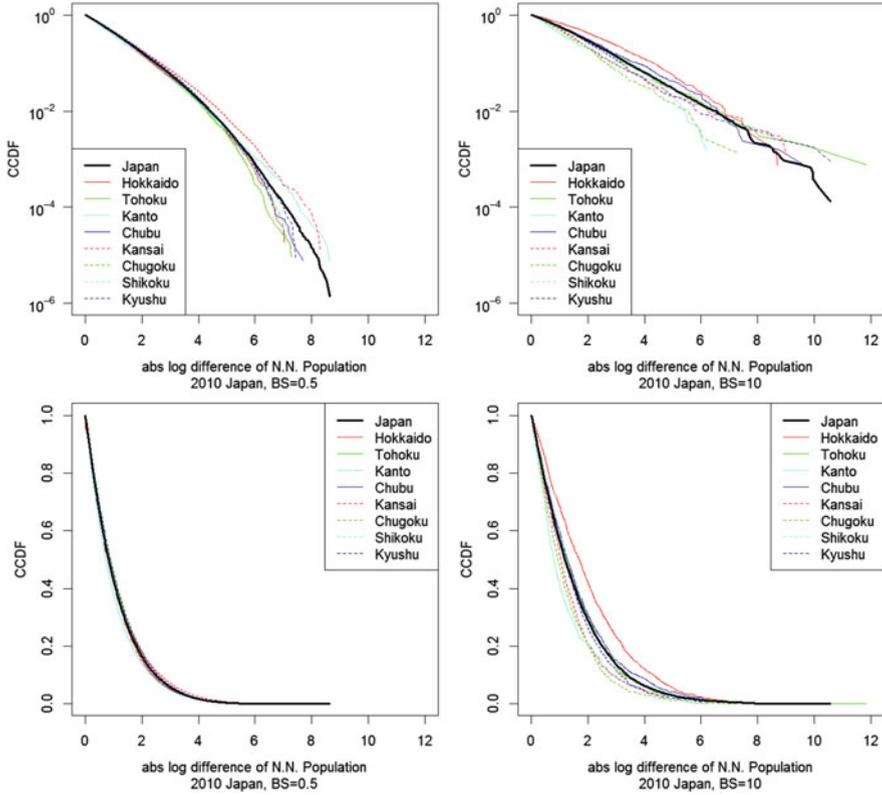 CCDF
10^0
10^-2
10^-4
10^-6
Japan
Hokkaido
Tohoku
Kanto
Chubu
Kansai
Chugoku
Shikoku
Kyushu
0 2 4 6 8 10 12
abs log difference of N.N. Population
2010 Japan, BS=0.5
CCDF
10^0
10^-2
10^-4
10^-6
Japan
Hokkaido
Tohoku
Kanto
Chubu
Kansai
Chugoku
Shikoku
Kyushu
0 2 4 6 8 10 12
abs log difference of N.N. Population
2010 Japan, BS=10
CCDF
1.0
0.8
0.6
0.4
0.2
0.0
Japan
Hokkaido
Tohoku
Kanto
Chubu
Kansai
Chugoku
Shikoku
Kyushu
0 2 4 6 8 10 12
abs log difference of N.N. Population
2010 Japan, BS=0.5
CCDF
1.0
0.8
0.6
0.4
0.2
0.0
Japan
Hokkaido
Tohoku
Kanto
Chubu
Kansai
Chugoku
Shikoku
Kyushu
0 2 4 6 8 10 12
abs log difference of N.N. Population
2010 Japan, BS=10